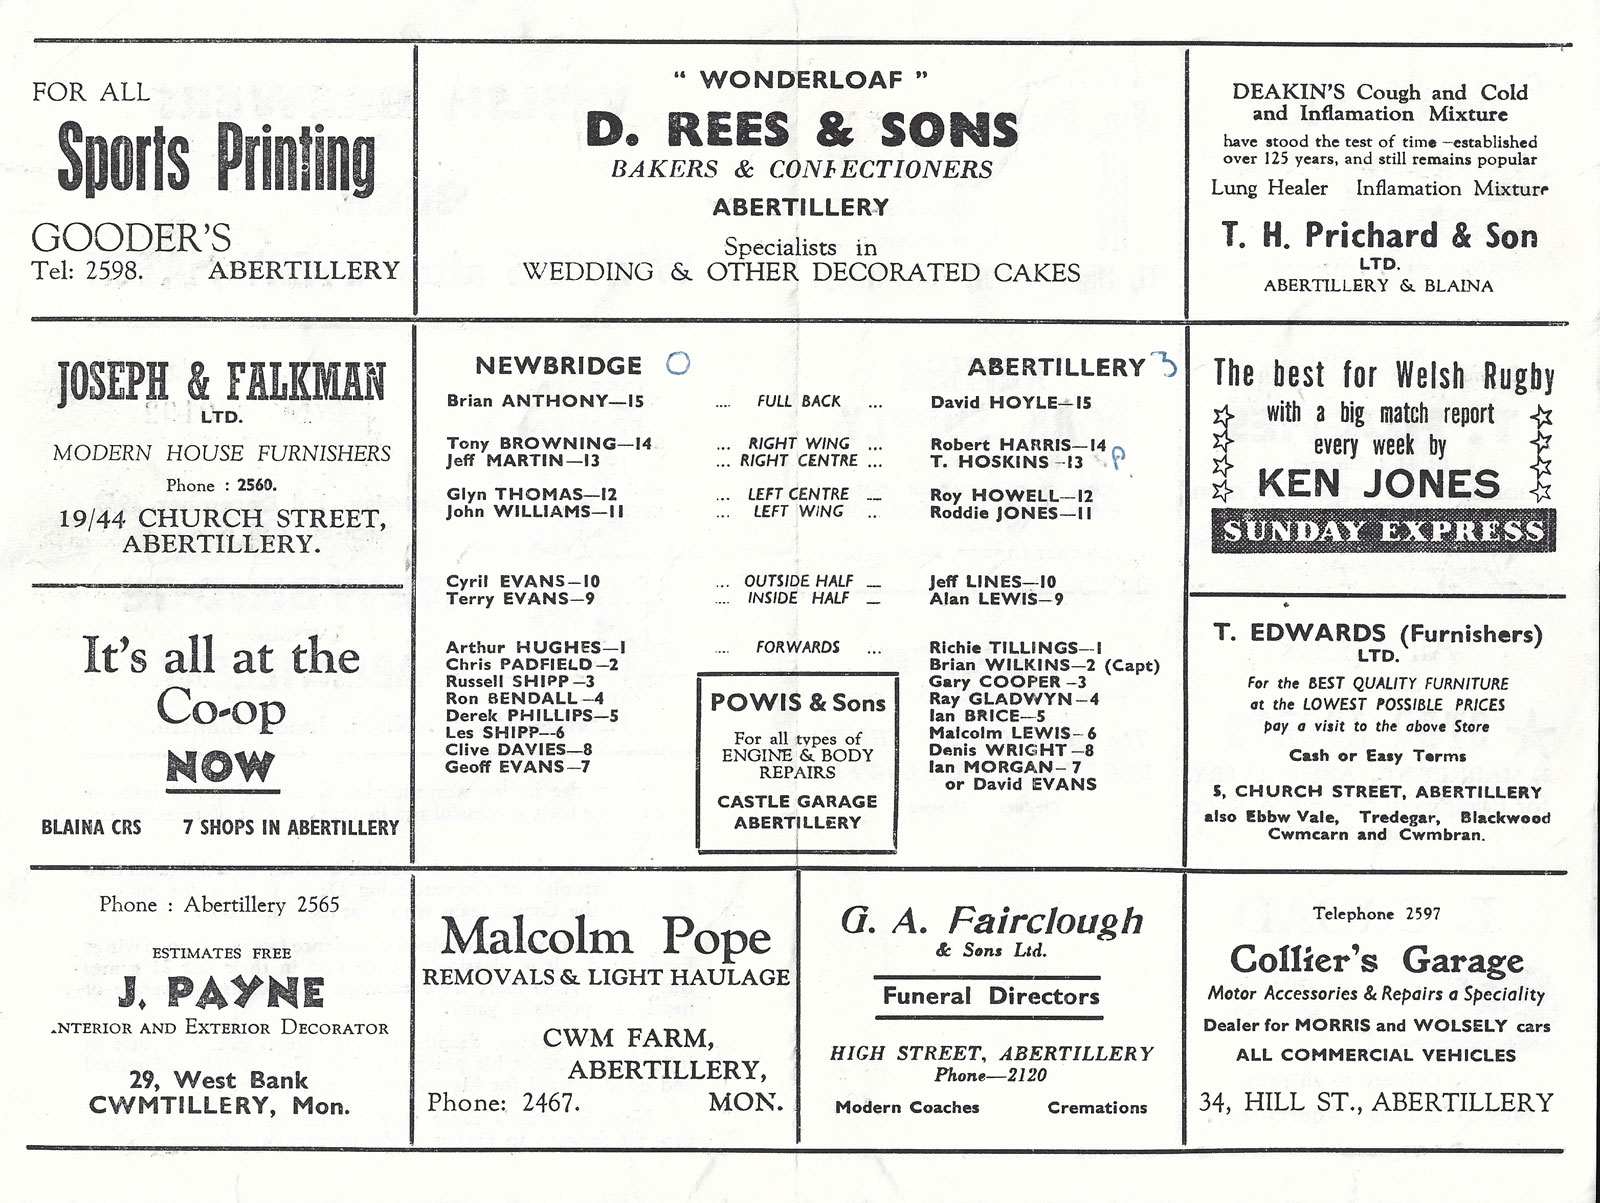 FOR ALL
Sports Printing
GOODER'S
Tel: 2598. ABERTILLERY
" WONDERLOAF "
D. REES & SONS
BAKERS & CONFECTIONERS
ABERTILLERY
Specialists in
WEDDING & OTHER DECORATED CAKES
DEAKIN'S Cough and Cold
and Inflamation Mixture
have stood the test of time —established
over 125 years, and still remains popular
Lung Healer Inflamation Mixture
T. H. Prichard & Son
LTD.
ABERTILLERY & BLAINA
JOSEPH & FALKMAN
LTD.
MODERN HOUSE FURNISHERS
Phone : 2560.
19/44 CHURCH STREET,
ABERTILLERY.
It's all at the
Co-op
NOW
BLAINA CRS 7 SHOPS IN ABERTILLERY
NEWBRIDGE 0 ABERTILLERY 3
Brian ANTHONY—15 .... FULL BACK ... David HOYLE—15
Tony BROWNING—14 ... RIGHT WING ... Robert HARRIS—14
Jeff MARTIN—13 ... RIGHT CENTRE ... T. HOSKINS -13 P
Glyn THOMAS—12 ... LEFT CENTRE ... Roy HOWELL—12
John WILLIAMS—11 ... LEFT WING ... Roddie JONES—11
Cyril EVANS—10 ... OUTSIDE HALF ... Jeff LINES—10
Terry EVANS—9 .... INSIDE HALF ... Alan LEWIS—9
Arthur HUGHES—1 .... FORWARDS ... Richie TILLINGS—1
Chris PADFIELD—2 Brian WILKINS—2 (Capt)
Russell SHIPP—3 Gary COOPER —3
Ron BENDALL—4 Ray GLADWYN—4
Derek PHILLIPS—5 Ian BRICE—5
Les SHIPP—6 Malcolm LEWIS—6
Clive DAVIES—8 Denis WRIGHT—8
Geoff EVANS—7 Ian MORGAN—7
or David EVANS
POWIS & Sons
For all types of
ENGINE & BODY
REPAIRS
CASTLE GARAGE
ABERTILLERY
The best for Welsh Rugby
with a big match report
every week by
KEN JONES
SUNDAY EXPRESS
T. EDWARDS (Furnishers)
LTD.
For the BEST QUALITY FURNITURE
at the LOWEST POSSIBLE PRICES
pay a visit to the above Store
Cash or Easy Terms
5, CHURCH STREET, ABERTILLERY
also Ebbw Vale, Tredegar, Blackwood
Cwmcarn and Cwmbran.
Phone : Abertillery 2565
ESTIMATES FREE
J. PAYNE
NTERIOR AND EXTERIOR DECORATOR
29, West Bank
CWMTILLERY, Mon.
Malcolm Pope
REMOVALS & LIGHT HAULAGE
CWM FARM,
ABERTILLERY,
Phone: 2467. MON.
G. A. Fairclough
& Sons Ltd.
Funeral Directors
HIGH STREET, ABERTILLERY
Phone—2120
Modern Coaches Cremations
Telephone 2597
Collier's Garage
Motor Accessories & Repairs a Speciality
Dealer for MORRIS and WOLSELY cars
ALL COMMERCIAL VEHICLES
34, HILL ST., ABERTILLERY